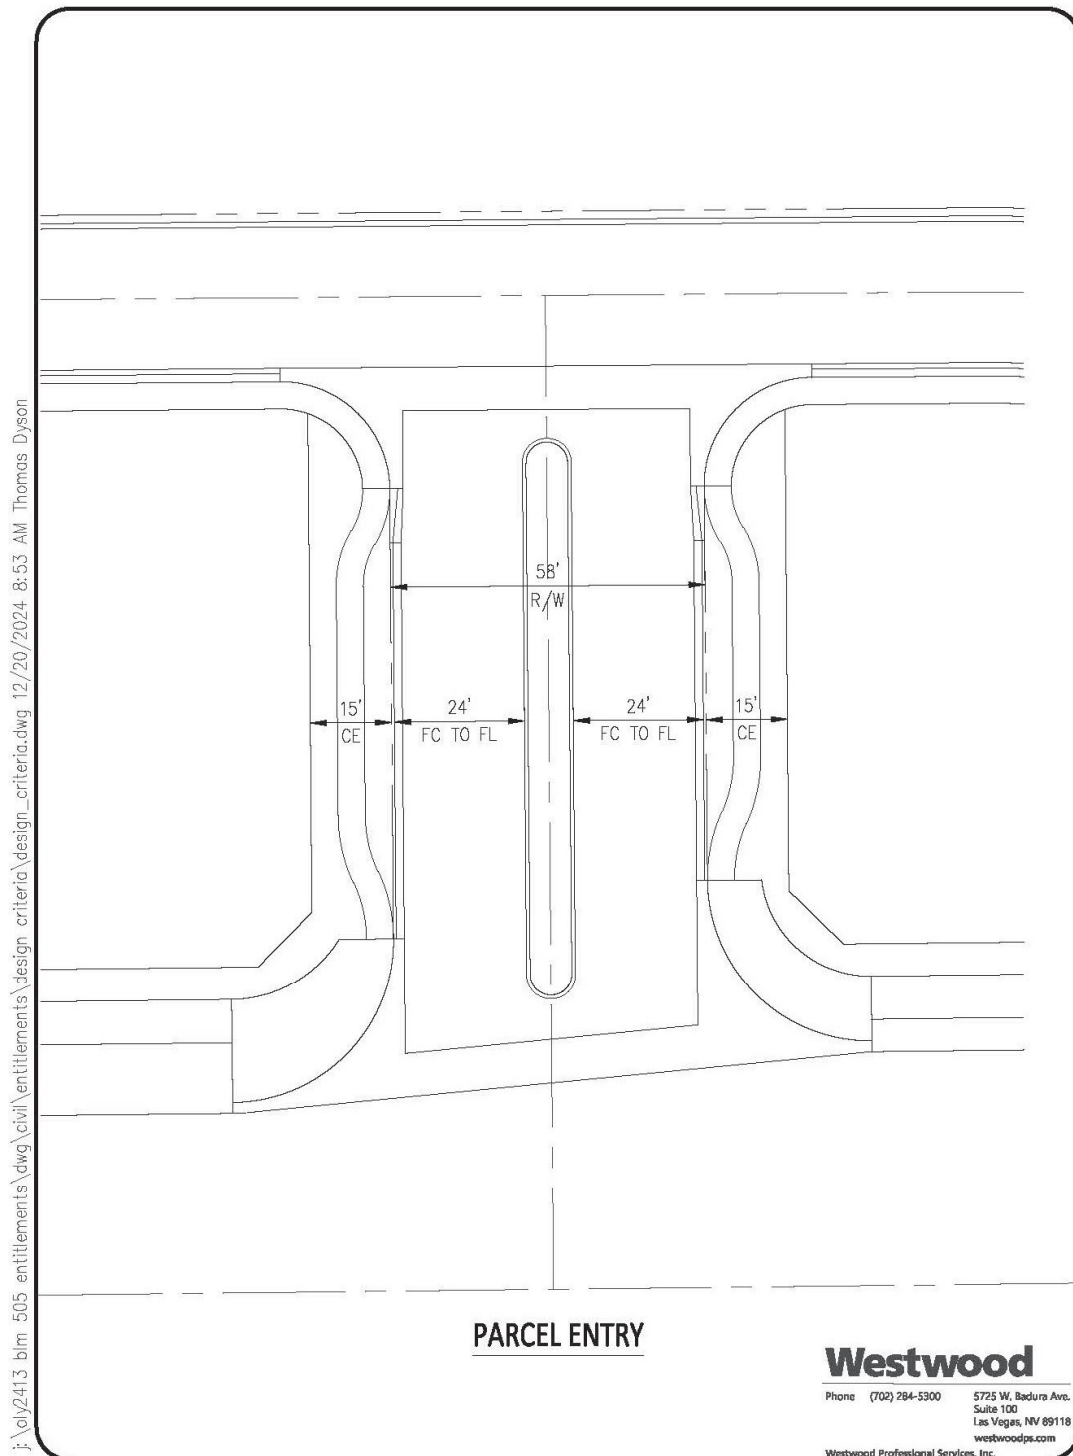 j:\oly2413 blm 505 entitlements\dwg\civil\entitlements\design criteria\design_criteria.dwg 12/20/2024 8:53 AM Thomas Dyson
58'
R/W
15'
CE
24'
FC TO FL
24'
FC TO FL
15'
CE
PARCEL ENTRY
Westwood
Phone (702) 284-5300
5725 W. Badura Ave.
Suite 100
Las Vegas, NV 89118
westwoodps.com
Westwood Professional Services, Inc.